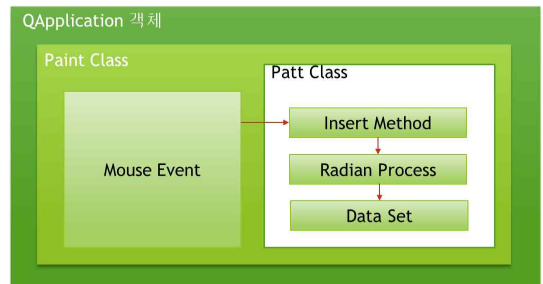 QApplication 객체
Paint Class
Patt Class
Mouse Event
Insert Method
Radian Process
Data Set